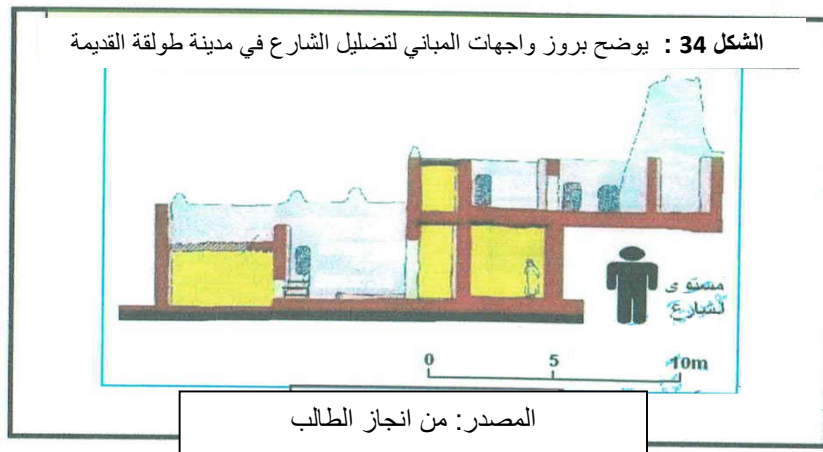 الشكل 34 : يوضح بروز واجهات المباني لتضليل الشارع في مدينة طولقة القديمة
مستوى
الشارع
0 5 10m
المصدر: من انجاز الطالب